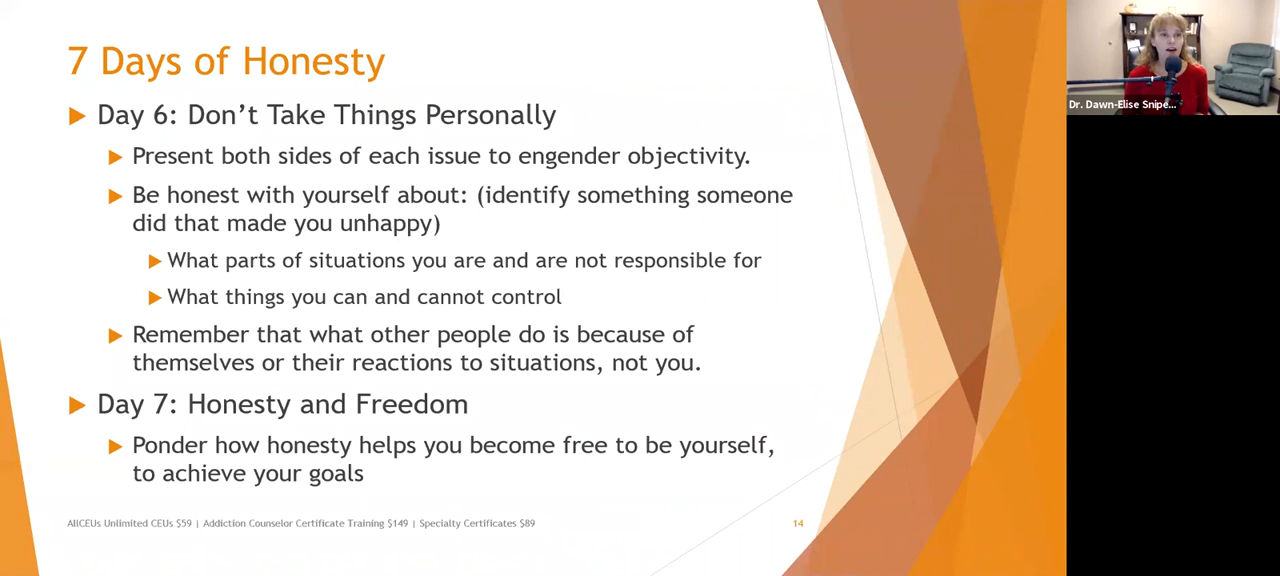 7 Days of Honesty
Day 6: Don’t Take Things Personally
Present both sides of each issue to engender objectivity.
Be honest with yourself about: (identify something someone
did that made you unhappy)
What parts of situations you are and are not responsible for
What things you can and cannot control
Remember that what other people do is because of
themselves or their reactions to situations, not you.
Day 7: Honesty and Freedom
Ponder how honesty helps you become free to be yourself,
to achieve your goals
AllCEUs Unlimited CEUs $59 | Addiction Counselor Certificate Training $149 | Specialty Certificates $89
14
Dr. Dawn-Elise Snipe...